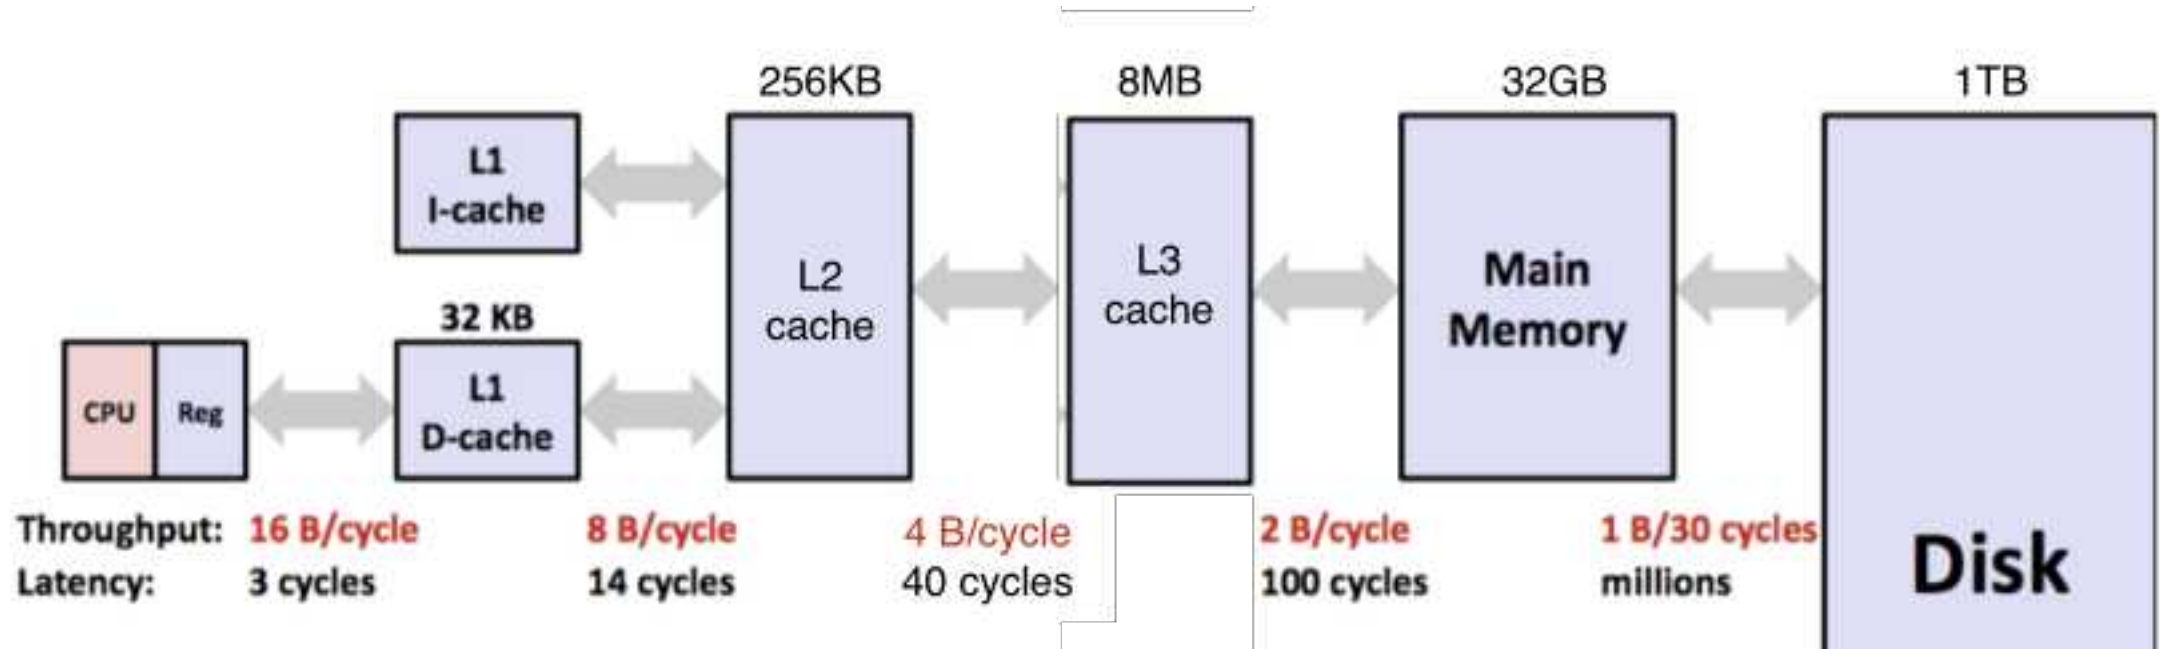 256KB
8MB
32GB
1TB
L1
I-cache
L2
cache
L3
cache
Main
Memory
32 KB
CPU
Reg
L1
D-cache
Throughput: 16 B/cycle 8 B/cycle 4 B/cycle 2 B/cycle 1 B/30 cycles
Latency: 3 cycles 14 cycles 40 cycles 100 cycles millions
Disk